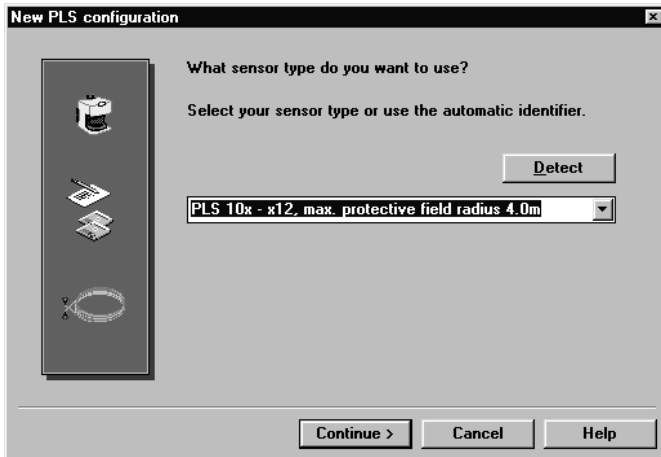 New PLS configuration
What sensor type do you want to use?
Select your sensor type or use the automatic identifier.
Detect
PLS 10x - x12, max. protective field radius 4.0m
Continue >
Cancel
Help